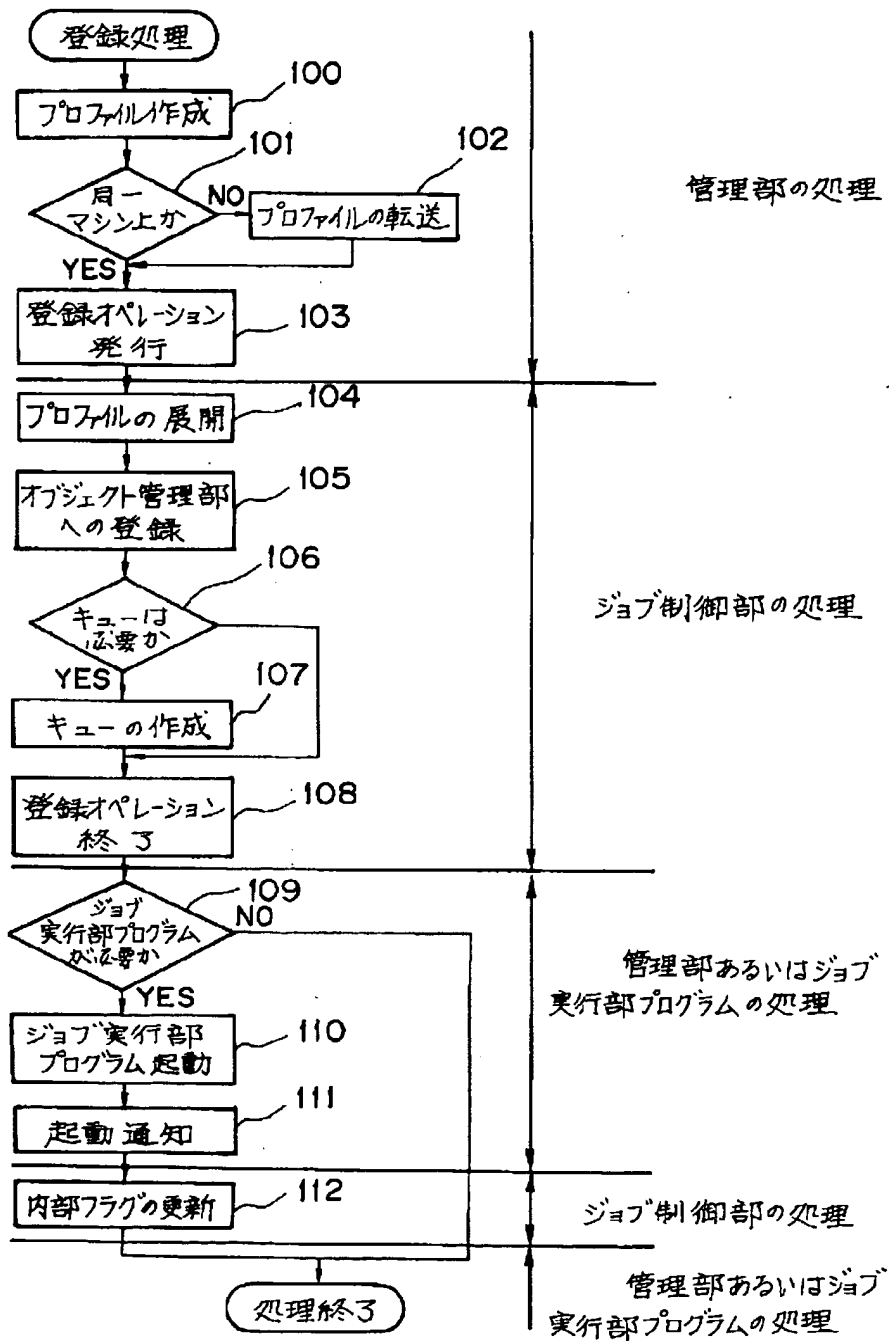 登録処理
100
プロファイル作成
101
102
同一
マシン上か
NO
プロファイルの転送
YES
管理部の処理
登録オペレーション
発行
103
プロファイルの展開
104
オブジェクト管理部
への登録
105
106
キューは
必要か
ジョブ制御部の処理
YES
107
キューの作成
登録オペレーション
終了
108
109
ジョブ
実行部プログラム
が必要か
NO
YES
管理部あるいはジョブ
実行部プログラムの処理
ジョブ実行部
プログラム起動
110
111
起動通知
内部フラグの更新
112
ジョブ制御部の処理
処理終了
管理部あるいはジョブ
実行部プログラムの処理